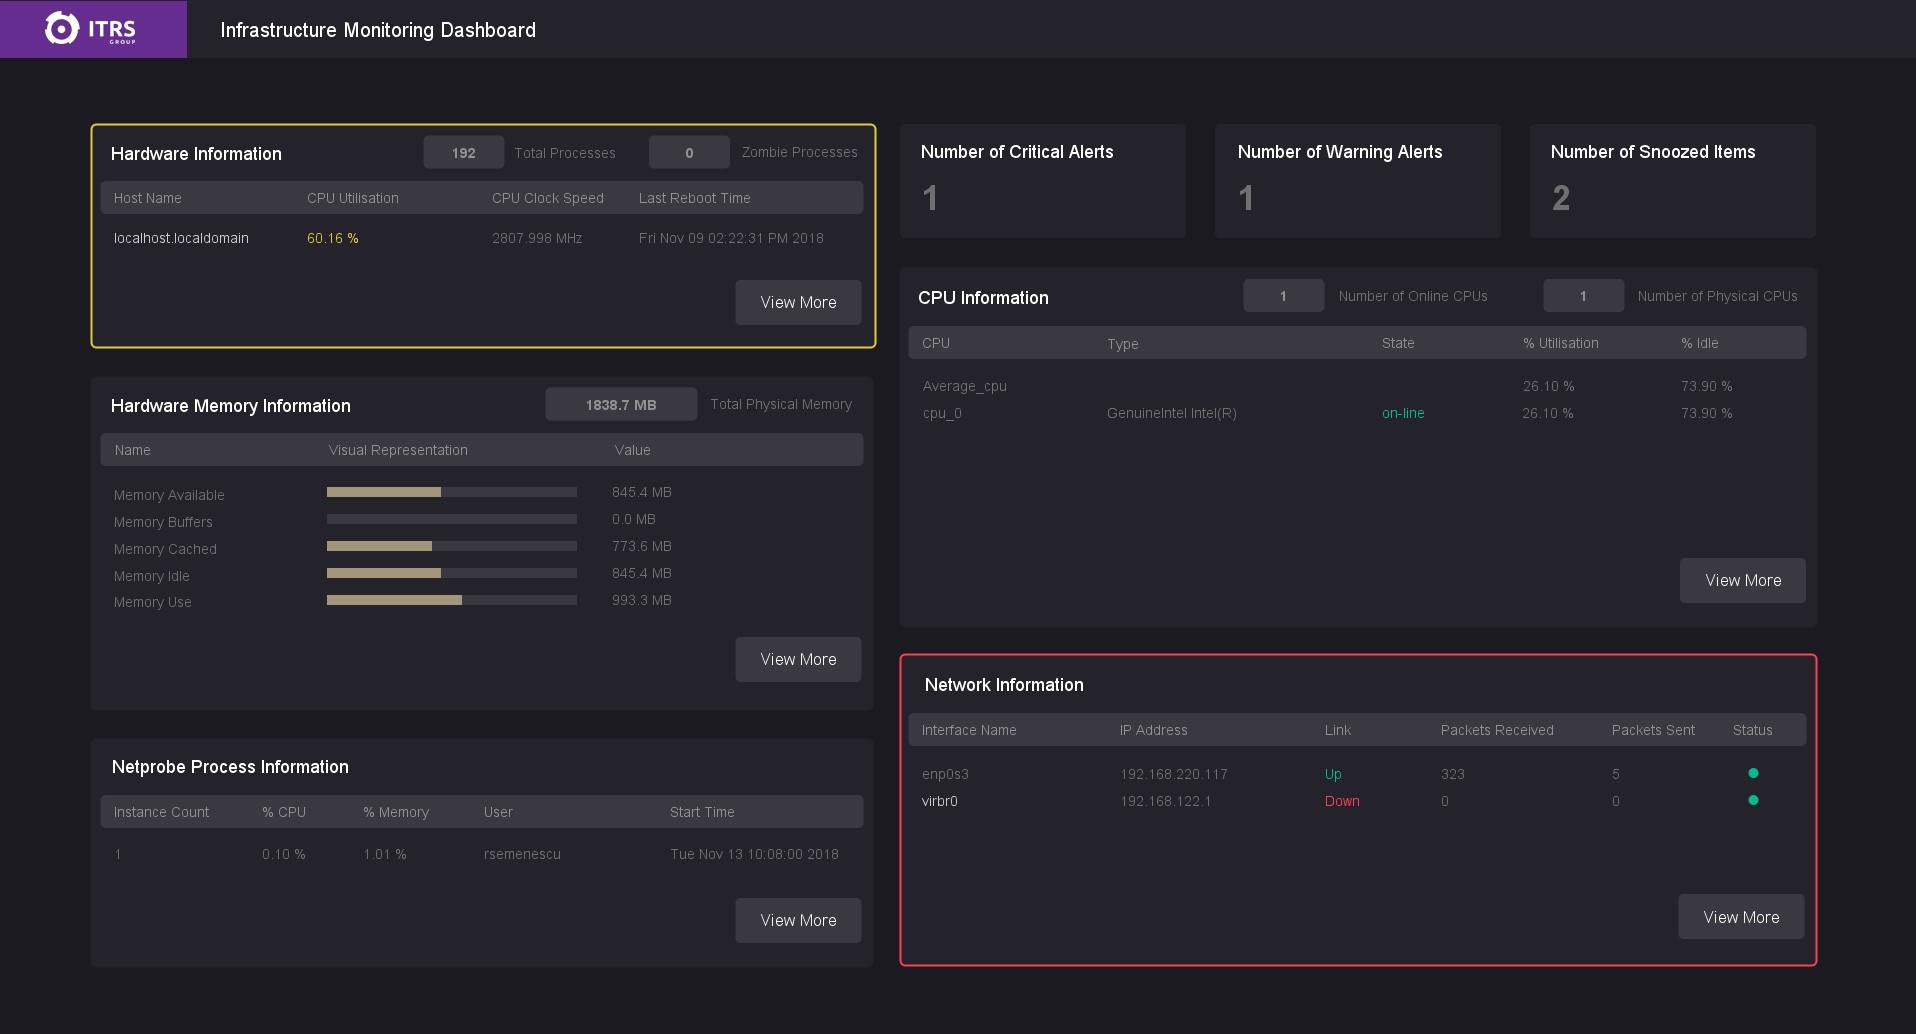 ITRS
GROUP
Infrastructure Monitoring Dashboard
Hardware Information 192 Total Processes 0 Zombie Processes
Host Name CPU Utilisation CPU Clock Speed Last Reboot Time
localhost.localdomain 60.16 % 2807.998 MHz Fri Nov 09 02:22:31 PM 2018
View More
Hardware Memory Information 1838.7 MB Total Physical Memory
Name Visual Representation Value
Memory Available 845.4 MB
Memory Buffers 0.0 MB
Memory Cached 773.6 MB
Memory Idle 845.4 MB
Memory Use 993.3 MB
View More
Netprobe Process Information
Instance Count % CPU % Memory User Start Time
1 0.10 % 1.01 % rsemenescu Tue Nov 13 10:08:00 2018
View More
Number of Critical Alerts
1
Number of Warning Alerts
1
Number of Snoozed Items
2
CPU Information 1 Number of Online CPUs 1 Number of Physical CPUs
CPU Type State % Utilisation % Idle
Average_cpu 26.10 % 73.90 %
cpu_0 GenuineIntel Intel(R) on-line 26.10 % 73.90 %
View More
Network Information
Interface Name IP Address Link Packets Received Packets Sent Status
enp0s3 192.168.220.117 Up 323 5
virbr0 192.168.122.1 Down 0 0
View More